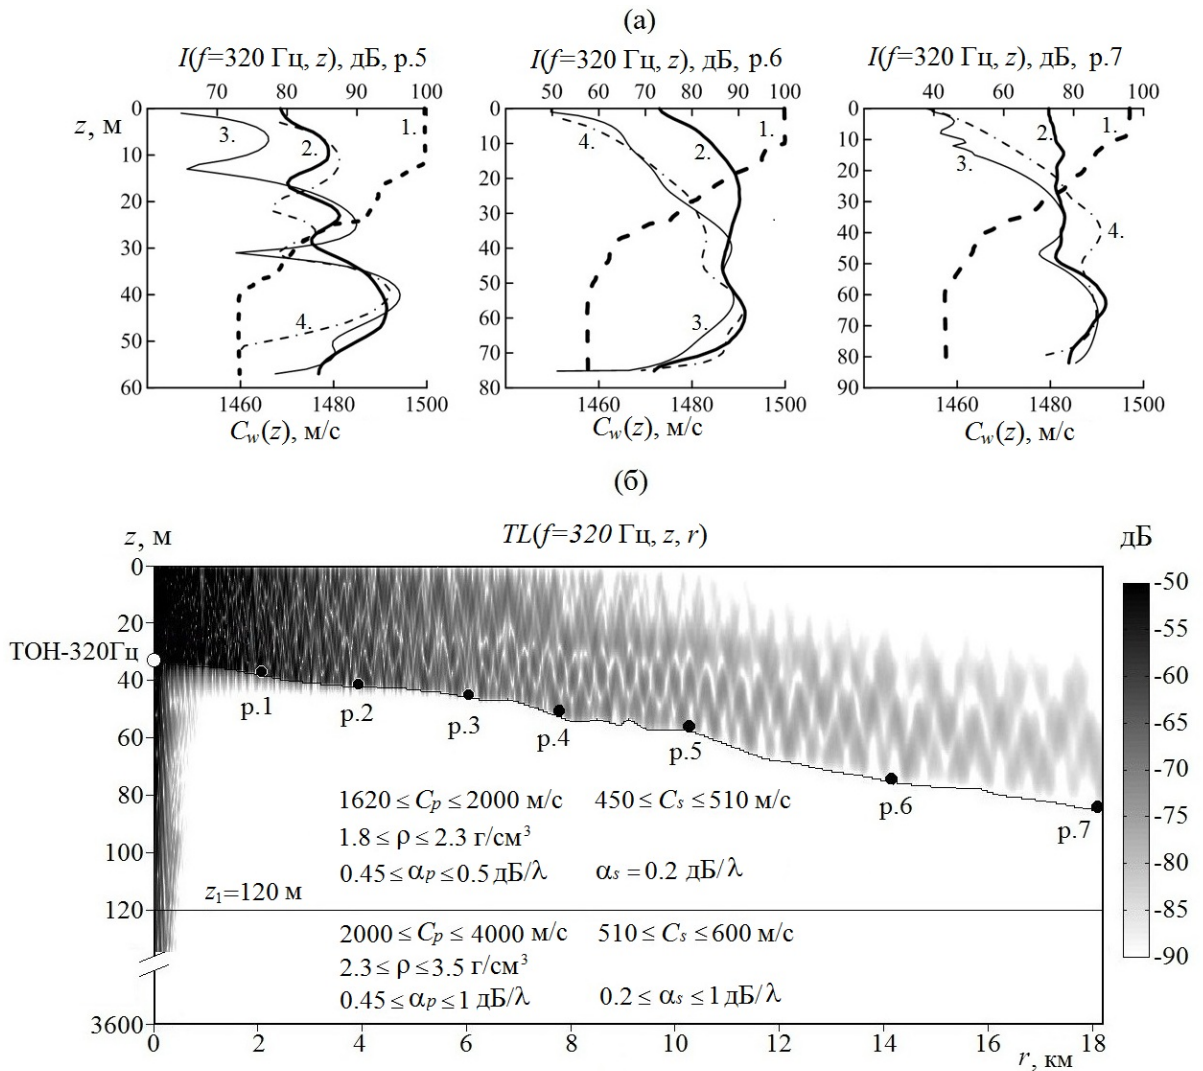 (а)
I(f=320 Гц, z), дБ, р.5
I(f=320 Гц, z), дБ, р.6
I(f=320 Гц, z), дБ, р.7
70 80 90 100
50 60 70 80 90 100
40 60 80 100
z, м
0
10
20
30
40
50
60
1.
2.
3.
4.
0
10
20
30
40
50
60
70
80
1.
2.
3.
4.
0
10
20
30
40
50
60
70
80
90
1.
2.
3.
4.
1460 1480 1500
1460 1480 1500
1460 1480 1500
Cw(z), м/с
Cw(z), м/с
Cw(z), м/с
(б)
z, м
TL(f=320 Гц, z, r)
дБ
0
20
ТОН-320Гц
40
60
80
100
120
3600
р.1
р.2
р.3
р.4
р.5
р.6
р.7
1620 ≤ Cp ≤ 2000 м/с 450 ≤ Cs ≤ 510 м/с
1.8 ≤ ρ ≤ 2.3 г/см³
0.45 ≤ αp ≤ 0.5 дБ/λ αs = 0.2 дБ/λ
z1=120 м
2000 ≤ Cp ≤ 4000 м/с 510 ≤ Cs ≤ 600 м/с
2.3 ≤ ρ ≤ 3.5 г/см³
0.45 ≤ αp ≤ 1 дБ/λ 0.2 ≤ αs ≤ 1 дБ/λ
-50
-55
-60
-65
-70
-75
-80
-85
-90
0 2 4 6 8 10 12 14 16 18
r, км